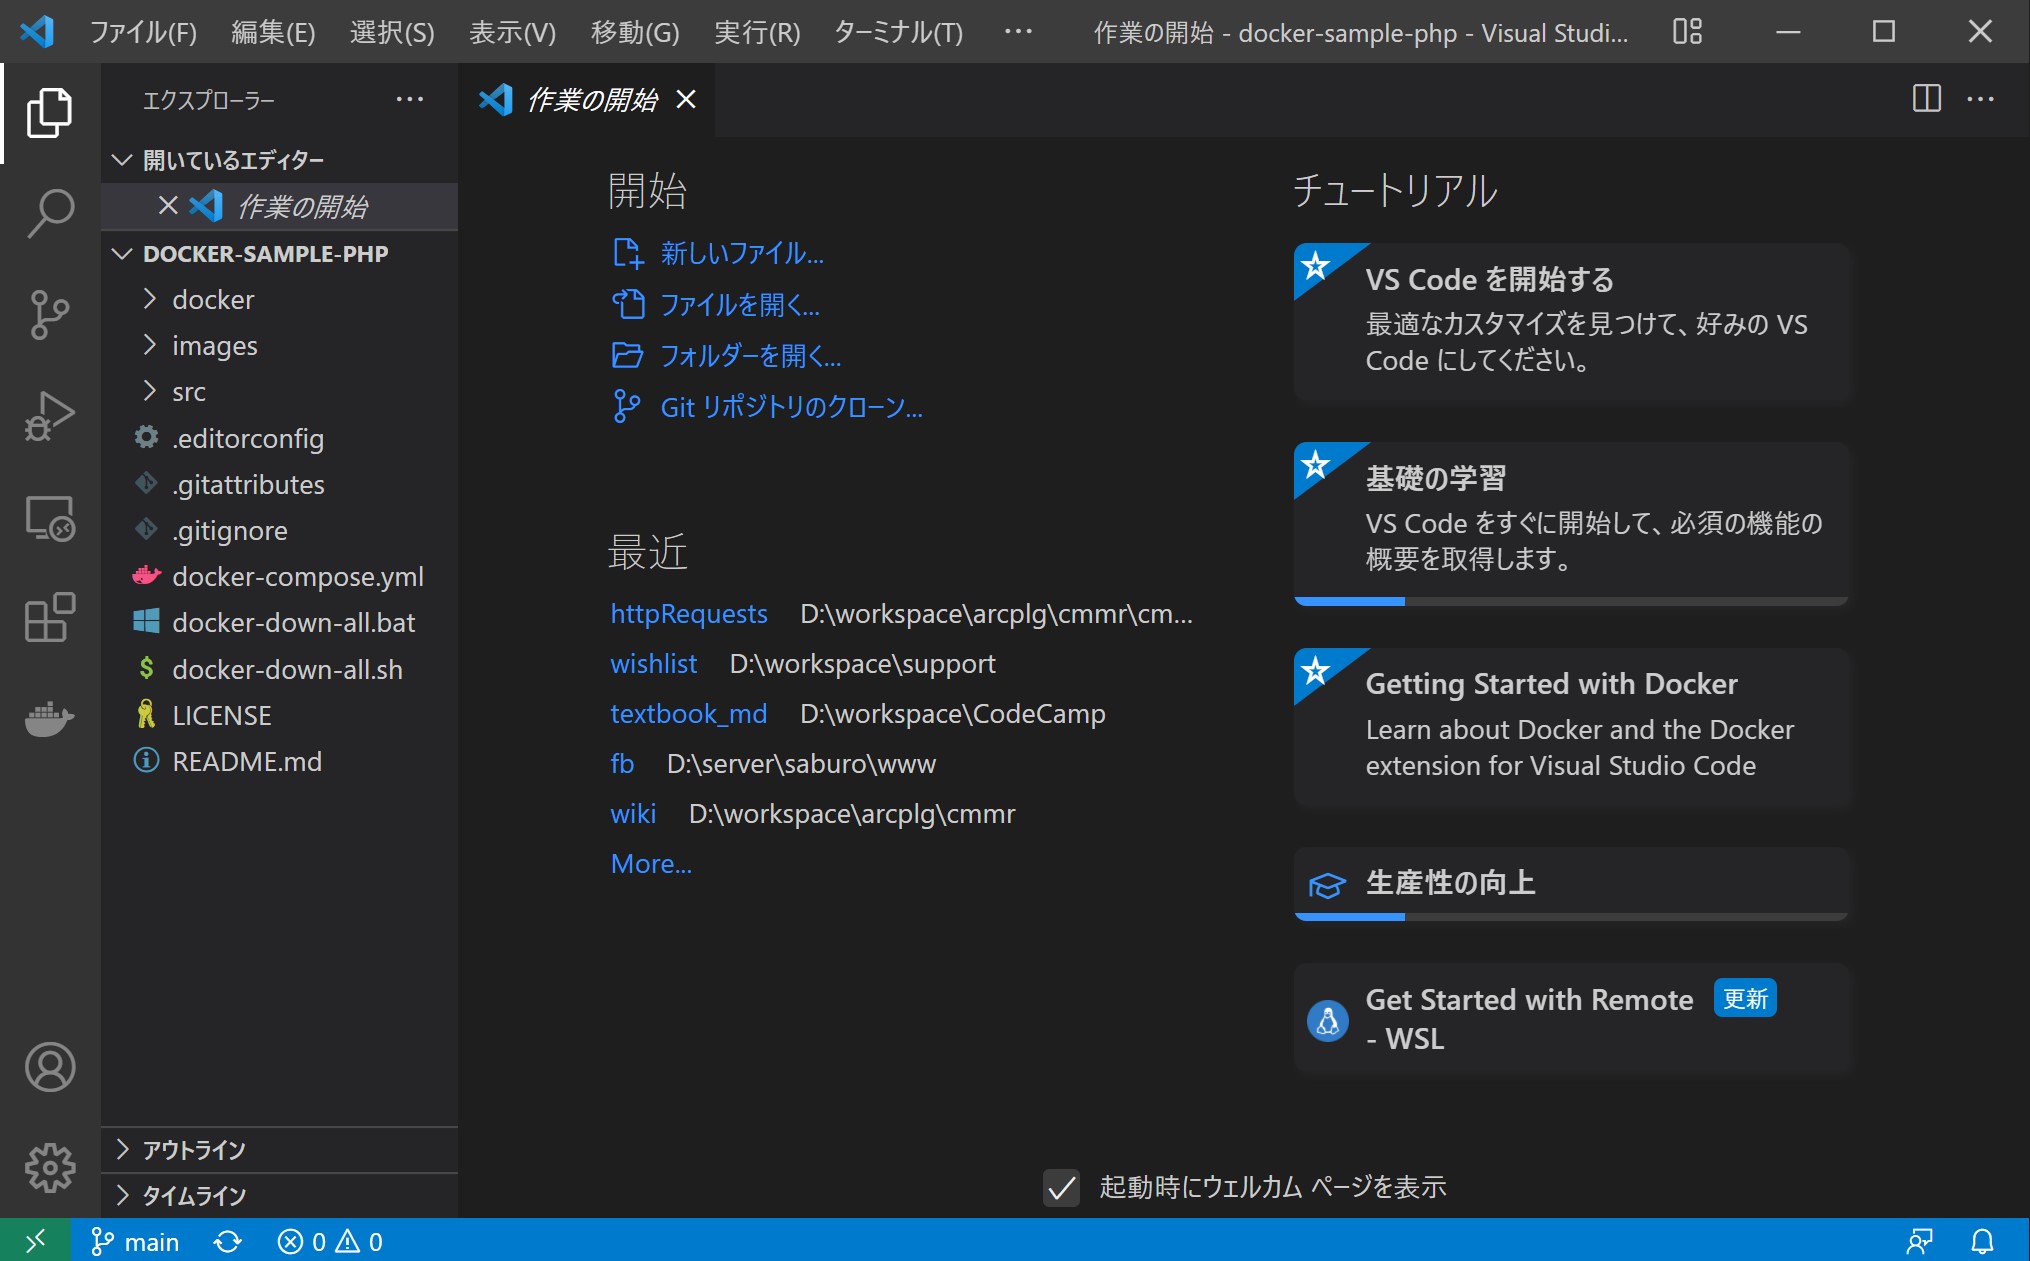 ファイル(F) 編集(E) 選択(S) 表示(V) 移動(G) 実行(R) ターミナル(T) ··· 作業の開始 - docker-sample-php - Visual Studi...
エクスプローラー
開いているエディター
作業の開始
DOCKER-SAMPLE-PHP
docker
images
src
.editorconfig
.gitattributes
.gitignore
docker-compose.yml
docker-down-all.bat
docker-down-all.sh
LICENSE
README.md
アウトライン
タイムライン
作業の開始
開始
新しいファイル...
ファイルを開く...
フォルダーを開く...
Git リポジトリのクローン...
最近
httpRequests D:\workspace\arcplg\cmmr\cm...
wishlist D:\workspace\support
textbook_md D:\workspace\CodeCamp
fb D:\server\saburo\www
wiki D:\workspace\arcplg\cmmr
More...
チュートリアル
VS Code を開始する
最適なカスタマイズを見つけて、好みの VS
Code にしてください。
基礎の学習
VS Code をすぐに開始して、必須の機能の
概要を取得します。
Getting Started with Docker
Learn about Docker and the Docker
extension for Visual Studio Code
生産性の向上
Get Started with Remote 更新
- WSL
起動時にウェルカム ページを表示
main 0 0